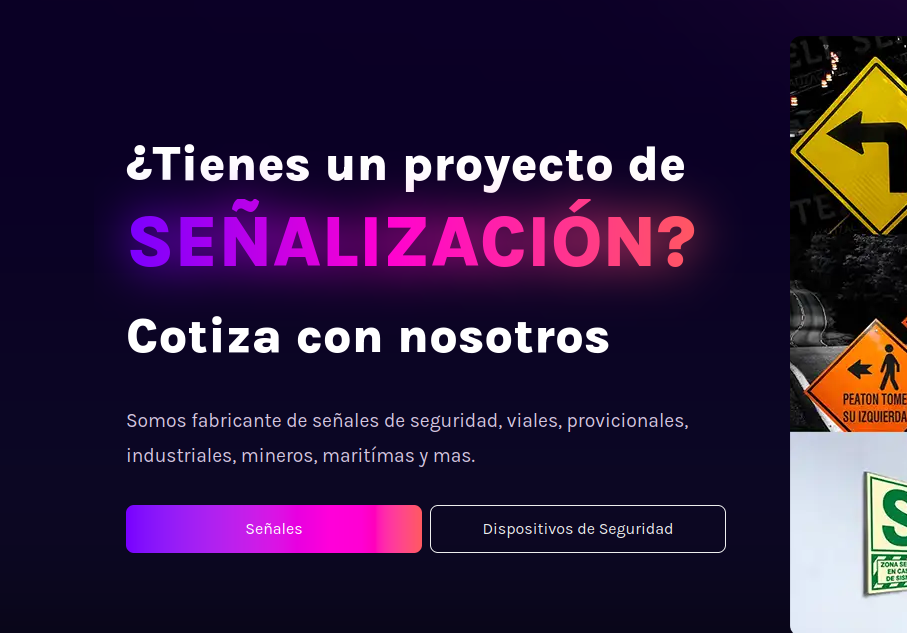 ¿Tienes un proyecto de
SEÑALIZACIÓN?
Cotiza con nosotros
Somos fabricante de señales de seguridad, viales, provicionales,
industriales, mineros, maritímas y mas.
Señales
Dispositivos de Seguridad
PEATON TOME
SU IZQUIERDA
S
ZONA SE
EN CA
DE SIS